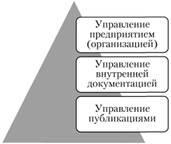 Управление
предприятием
(организацией)
Управление
внутренней
документацией
Управление
публикациями